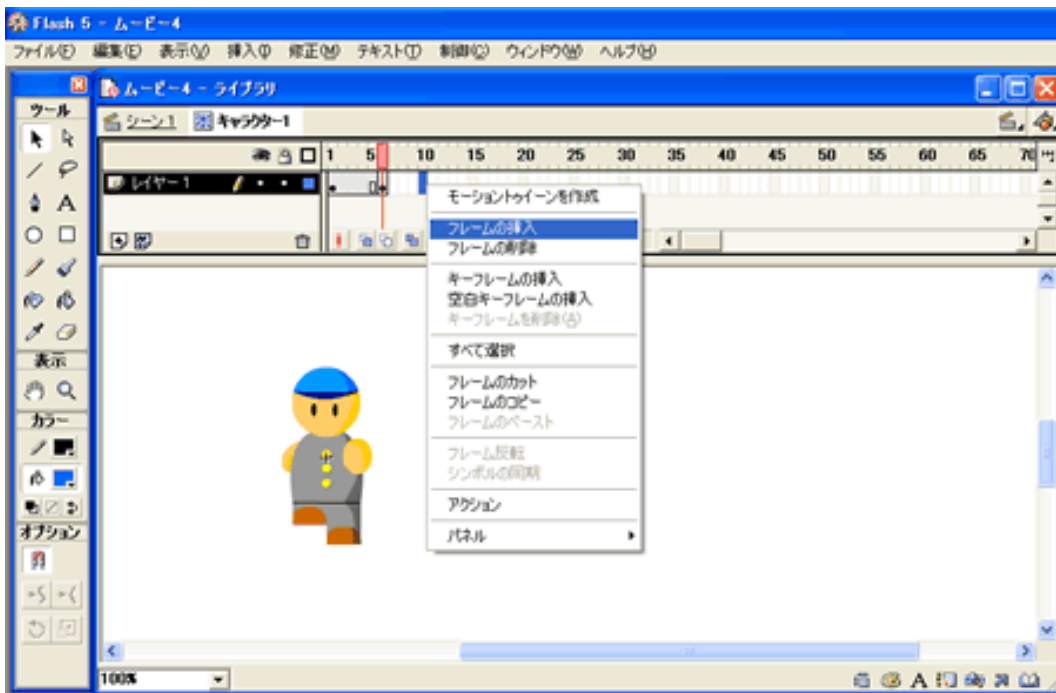 Flash 5 - ムービー4
ファイル(F) 編集(E) 表示(V) 挿入(I) 修正(M) テキスト(T) 制御(C) ウィンドウ(W) ヘルプ(H)
ムービー4 - ライブラリ
ツール
シーン1 キャラクター1
1 5 10 15 20 25 30 35 40 45 50 55 60 65 70
レイヤー1
モーショントゥイーンを作成
フレームの挿入
フレームの削除
キーフレームの挿入
空白キーフレームの挿入
キーフレームを削除(A)
すべて選択
フレームのカット
フレームのコピー
フレームのペースト
フレーム反転
シンボルの同期
アクション
パネル
表示
カラー
オプション
100%